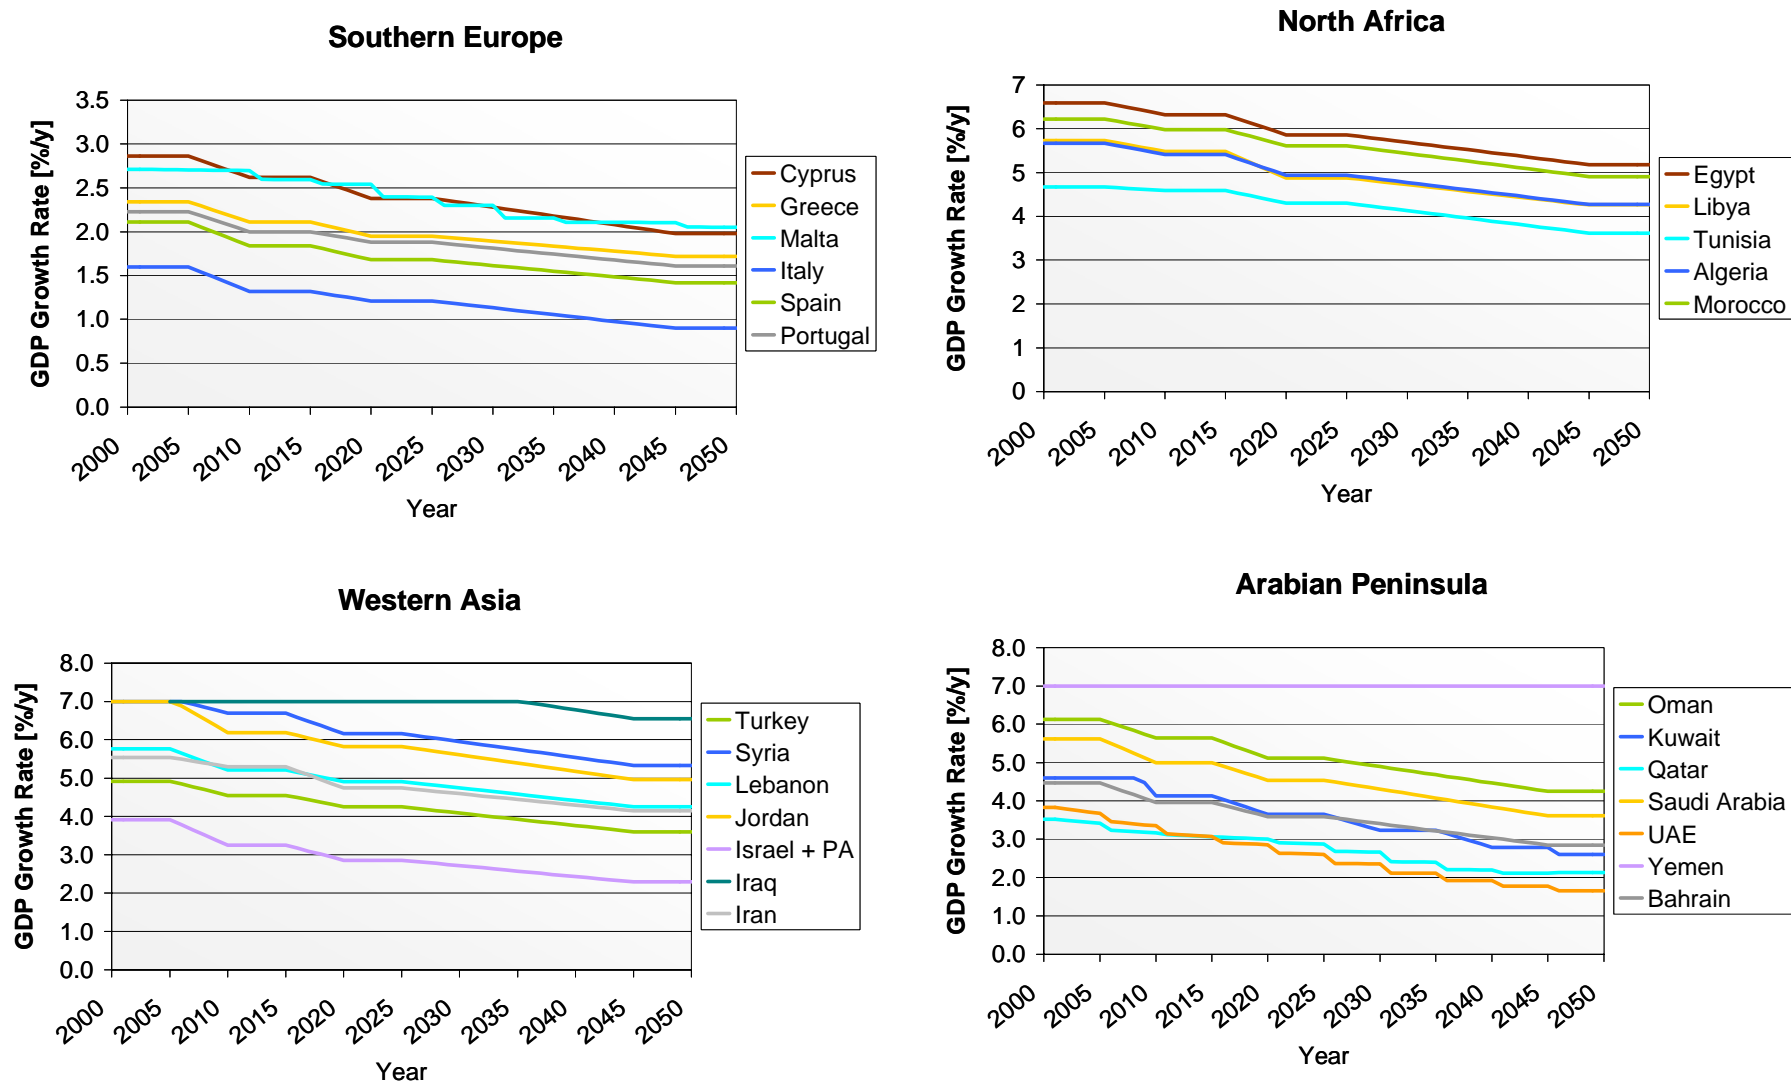 Southern Europe
GDP Growth Rate [%/y]
3.5
3.0
2.5
2.0
1.5
1.0
0.5
0.0
2000
2005
2010
2015
2020
2025
2030
2035
2040
2045
2050
Year
Cyprus
Greece
Malta
Italy
Spain
Portugal
North Africa
GDP Growth Rate [%/y]
7
6
5
4
3
2
1
0
2000
2005
2010
2015
2020
2025
2030
2035
2040
2045
2050
Year
Egypt
Libya
Tunisia
Algeria
Morocco
Western Asia
GDP Growth Rate [%/y]
8.0
7.0
6.0
5.0
4.0
3.0
2.0
1.0
0.0
2000
2005
2010
2015
2020
2025
2030
2035
2040
2045
2050
Year
Turkey
Syria
Lebanon
Jordan
Israel + PA
Iraq
Iran
Arabian Peninsula
GDP Growth Rate [%/y]
8.0
7.0
6.0
5.0
4.0
3.0
2.0
1.0
0.0
2000
2005
2010
2015
2020
2025
2030
2035
2040
2045
2050
Year
Oman
Kuwait
Qatar
Saudi Arabia
UAE
Yemen
Bahrain